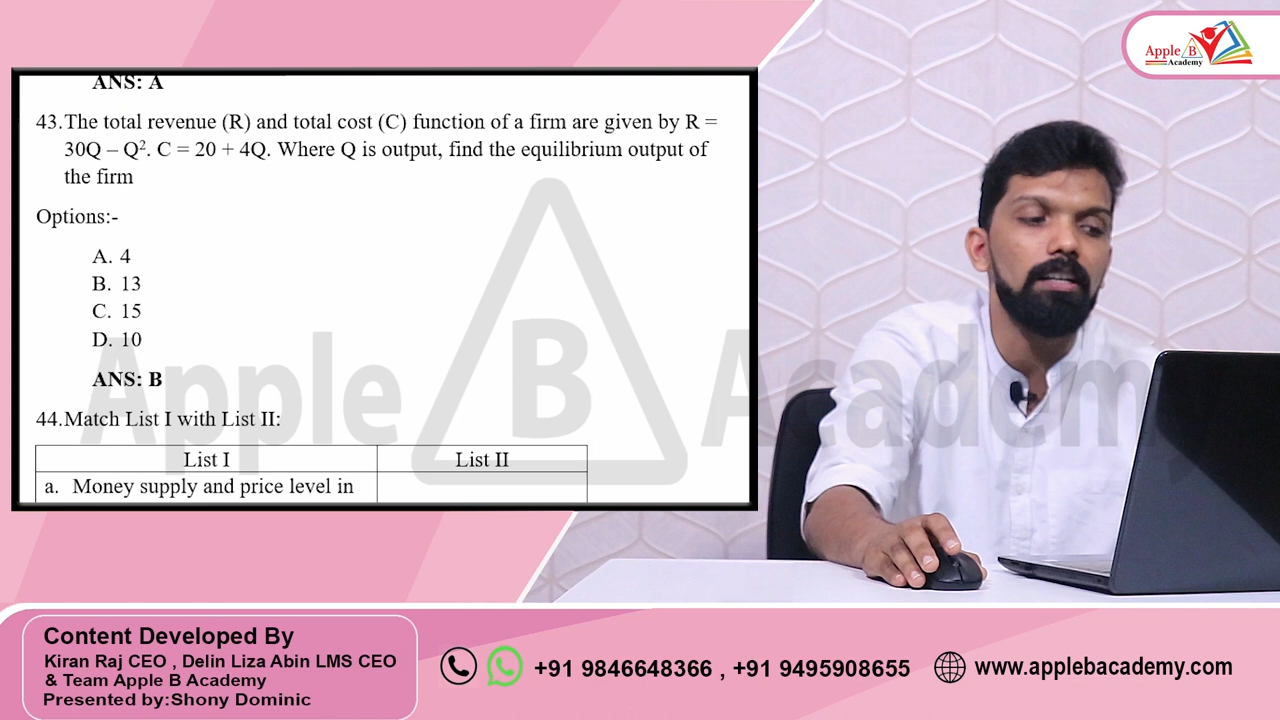 Apple B
Academy
ANS: A
43. The total revenue (R) and total cost (C) function of a firm are given by R =
30Q – Q². C = 20 + 4Q. Where Q is output, find the equilibrium output of
the firm
Options:-
A. 4
B. 13
C. 15
D. 10
ANS: B
44. Match List I with List II:
List I List II
a. Money supply and price level in
Apple B Academy
Content Developed By
Kiran Raj CEO , Delin Liza Abin LMS CEO
& Team Apple B Academy
Presented by:Shony Dominic
+91 9846648366 , +91 9495908655
www.applebacademy.com